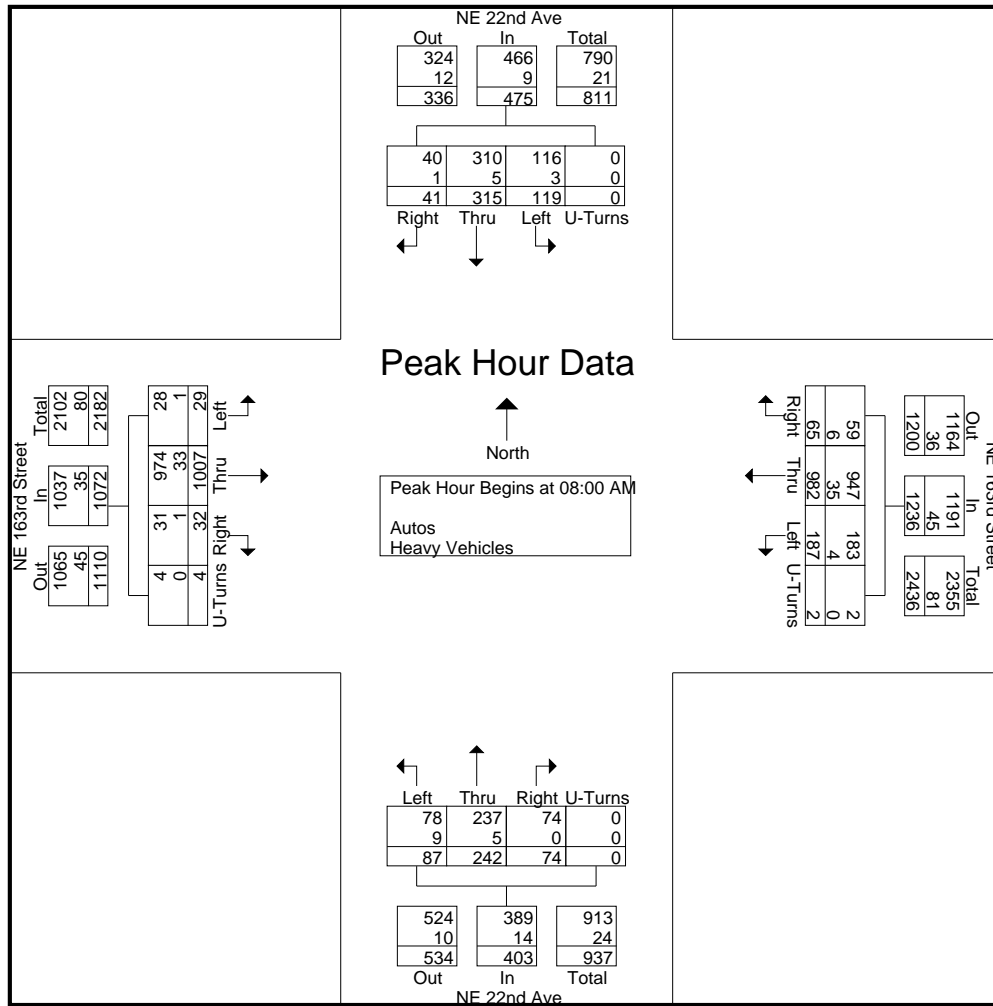 NE 22nd Ave
Out In Total
324 466 790
12 9 21
336 475 811
40 310 116 0
1 5 3 0
41 315 119 0
Right Thru Left U-Turns
Peak Hour Data
North
Peak Hour Begins at 08:00 AM
Autos
Heavy Vehicles
NE 163rd Street
Out In Total
1065 1037 2102
45 35 80
1110 1072 2182
4 31 974 28
0 1 33 1
4 32 1007 29
U-Turns Right Thru Left
NE 163rd Street
Out In Total
1164 1191 2355
36 45 81
1200 1236 2436
59 947 183 2
6 35 4 0
65 982 187 2
Right Thru Left U-Turns
Left Thru Right U-Turns
78 237 74 0
9 5 0 0
87 242 74 0
524 389 913
10 14 24
534 403 937
Out In Total
NE 22nd Ave